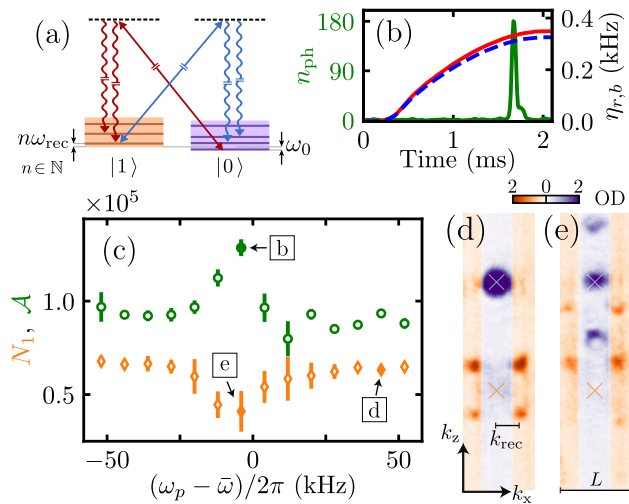 (a)
nω_rec
n∈ℕ
|1⟩
|0⟩
ω_0
(b)
n_ph
180
90
0
0.4
0.2
0.0
η_{r,b} (kHz)
0
1
2
Time (ms)
×10^5
(c)
b
e
d
N_1, 𝒜
1.0
0.5
−50
0
50
(ω_p − ω̄)/2π (kHz)
2
0
2
OD
(d)
(e)
k_rec
k_z
k_x
L